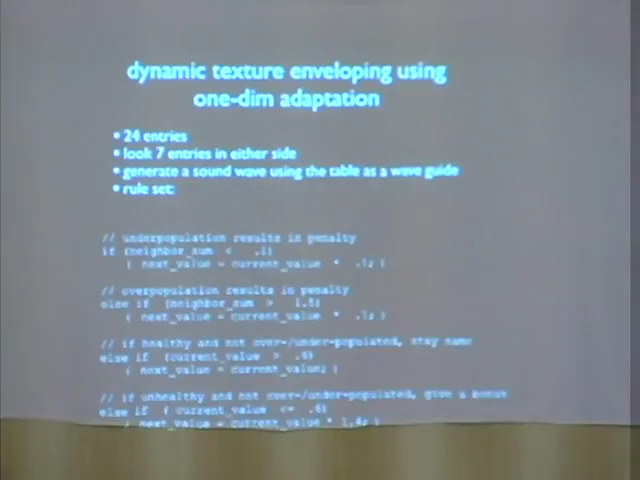 dynamic texture enveloping using
one-dim adaptation
• 24 entries
• look 7 entries in either side
• generate a sound wave using the table as a wave guide
• rule set:
// underpopulation results in penalty
if (neighbor_sum < .1)
{ next_value = current_value * .1; }
// overpopulation results in penalty
else if (neighbor_sum > 1.5)
{ next_value = current_value * .1; }
// if healthy and not over-/under-populated, stay same
else if (current_value > .6)
{ next_value = current_value; }
// if unhealthy and not over-/under-populated, give a bonus
else if ( current_value <= .6)
{ next_value = current_value * 1.4; }